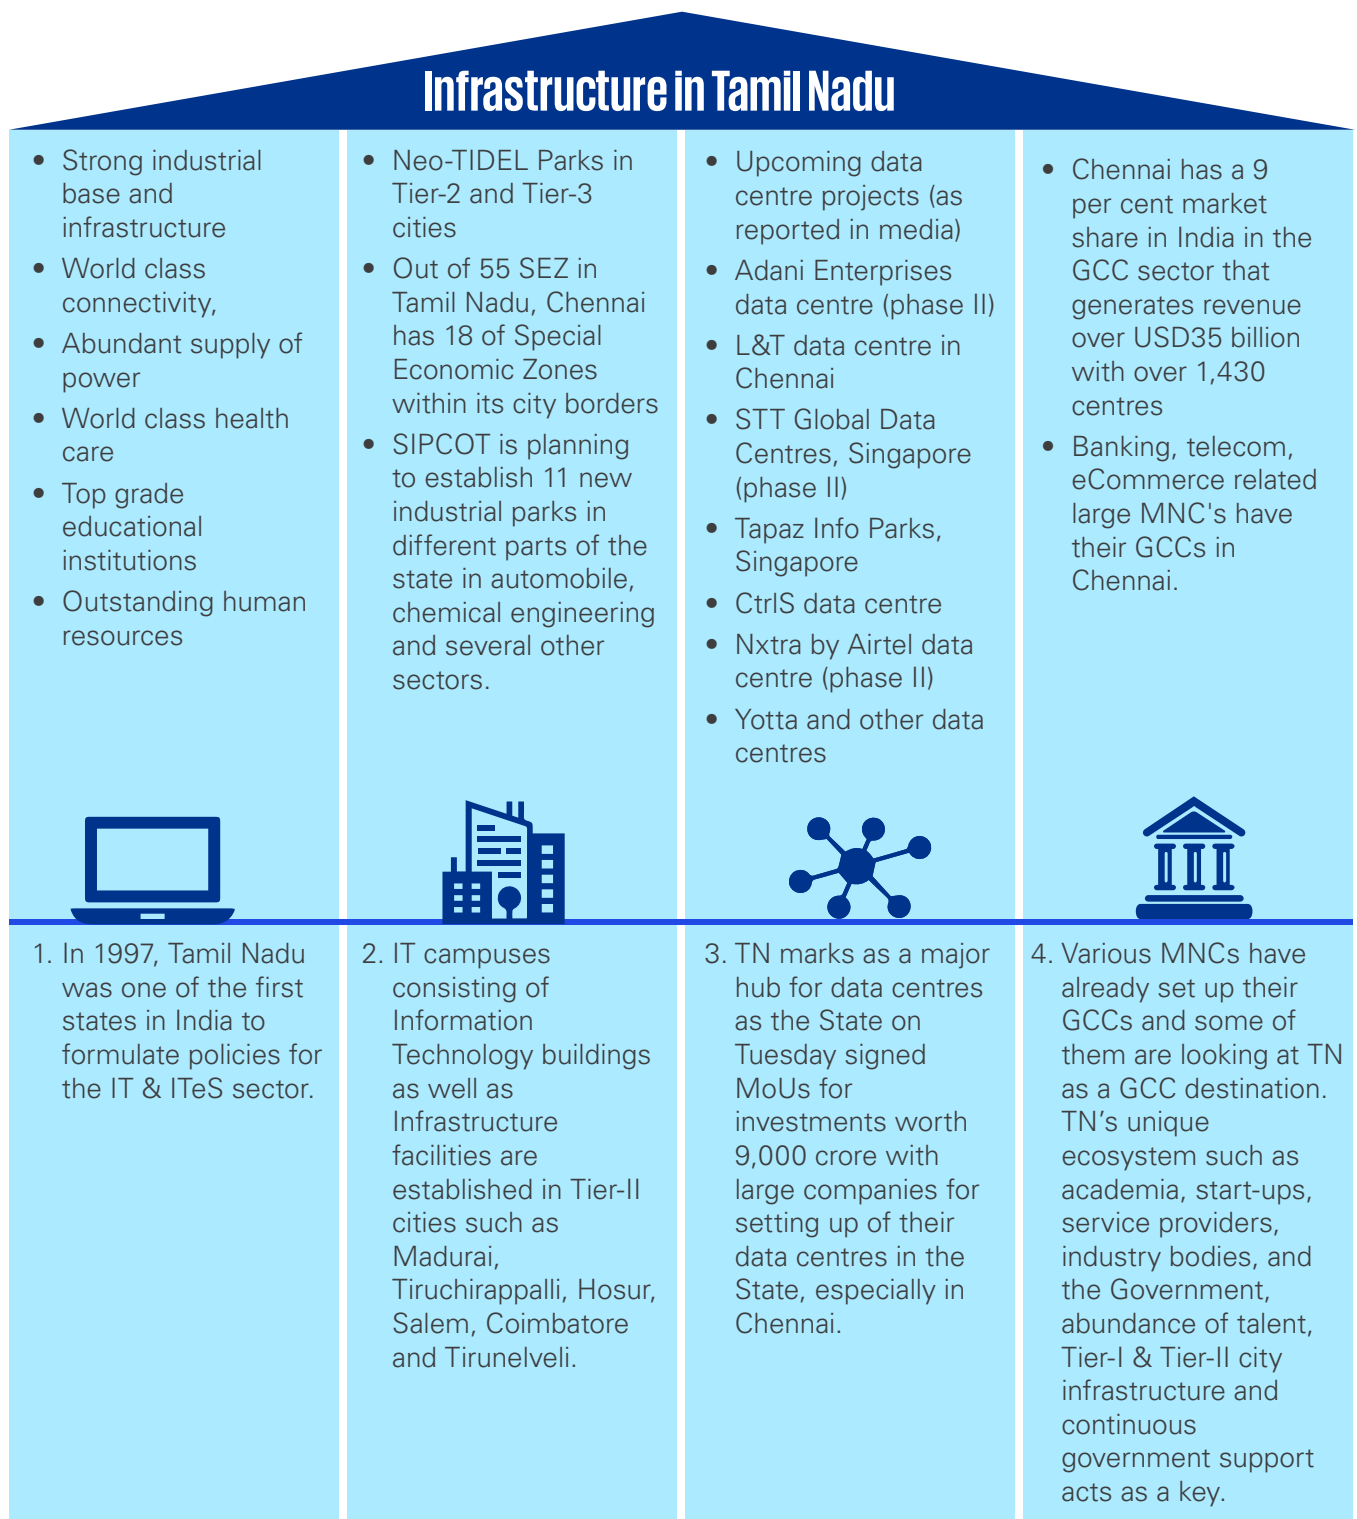 Infrastructure in Tamil Nadu
• Strong industrial
base and
infrastructure
• World class
connectivity,
• Abundant supply of
power
• World class health
care
• Top grade
educational
institutions
• Outstanding human
resources
• Neo-TIDEL Parks in
Tier-2 and Tier-3
cities
• Out of 55 SEZ in
Tamil Nadu, Chennai
has 18 of Special
Economic Zones
within its city borders
• SIPCOT is planning
to establish 11 new
industrial parks in
different parts of the
state in automobile,
chemical engineering
and several other
sectors.
• Upcoming data
centre projects (as
reported in media)
• Adani Enterprises
data centre (phase II)
• L&T data centre in
Chennai
• STT Global Data
Centres, Singapore
(phase II)
• Tapaz Info Parks,
Singapore
• CtrlS data centre
• Nxtra by Airtel data
centre (phase II)
• Yotta and other data
centres
• Chennai has a 9
per cent market
share in India in the
GCC sector that
generates revenue
over USD35 billion
with over 1,430
centres
• Banking, telecom,
eCommerce related
large MNC's have
their GCCs in
Chennai.
1. In 1997, Tamil Nadu
was one of the first
states in India to
formulate policies for
the IT & ITeS sector.
2. IT campuses
consisting of
Information
Technology buildings
as well as
Infrastructure
facilities are
established in Tier-II
cities such as
Madurai,
Tiruchirappalli, Hosur,
Salem, Coimbatore
and Tirunelveli.
3. TN marks as a major
hub for data centres
as the State on
Tuesday signed
MoUs for
investments worth
9,000 crore with
large companies for
setting up of their
data centres in the
State, especially in
Chennai.
4. Various MNCs have
already set up their
GCCs and some of
them are looking at TN
as a GCC destination.
TN’s unique
ecosystem such as
academia, start-ups,
service providers,
industry bodies, and
the Government,
abundance of talent,
Tier-I & Tier-II city
infrastructure and
continuous
government support
acts as a key.